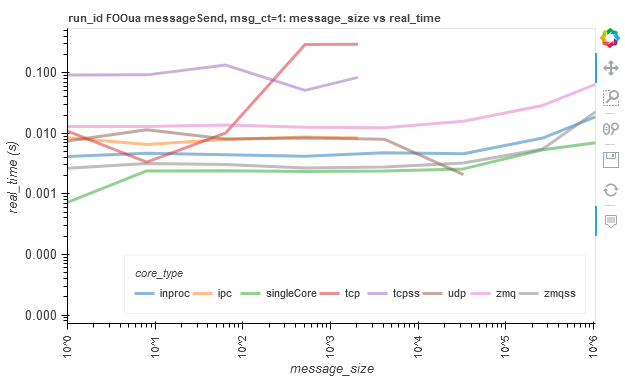 run_id FOOua messageSend, msg_ct=1: message_size vs real_time
real_time (s)
0.100
0.010
0.001
0.000
0.000
core_type
inproc ipc singleCore tcp tcpss udp zmq zmqss
10^0 10^1 10^2 10^3 10^4 10^5 10^6
message_size